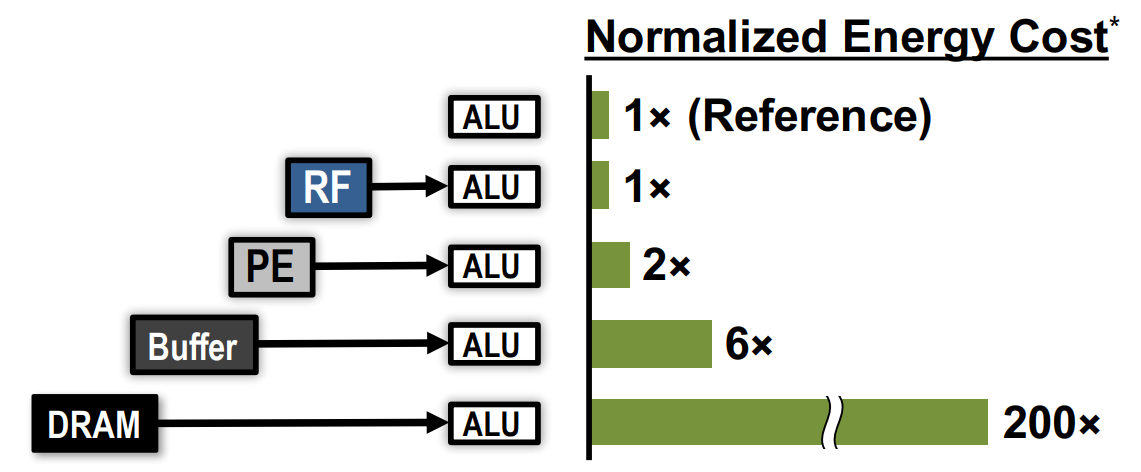 Normalized Energy Cost*
ALU 1× (Reference)
RF ALU 1×
PE ALU 2×
Buffer ALU 6×
DRAM ALU 200×